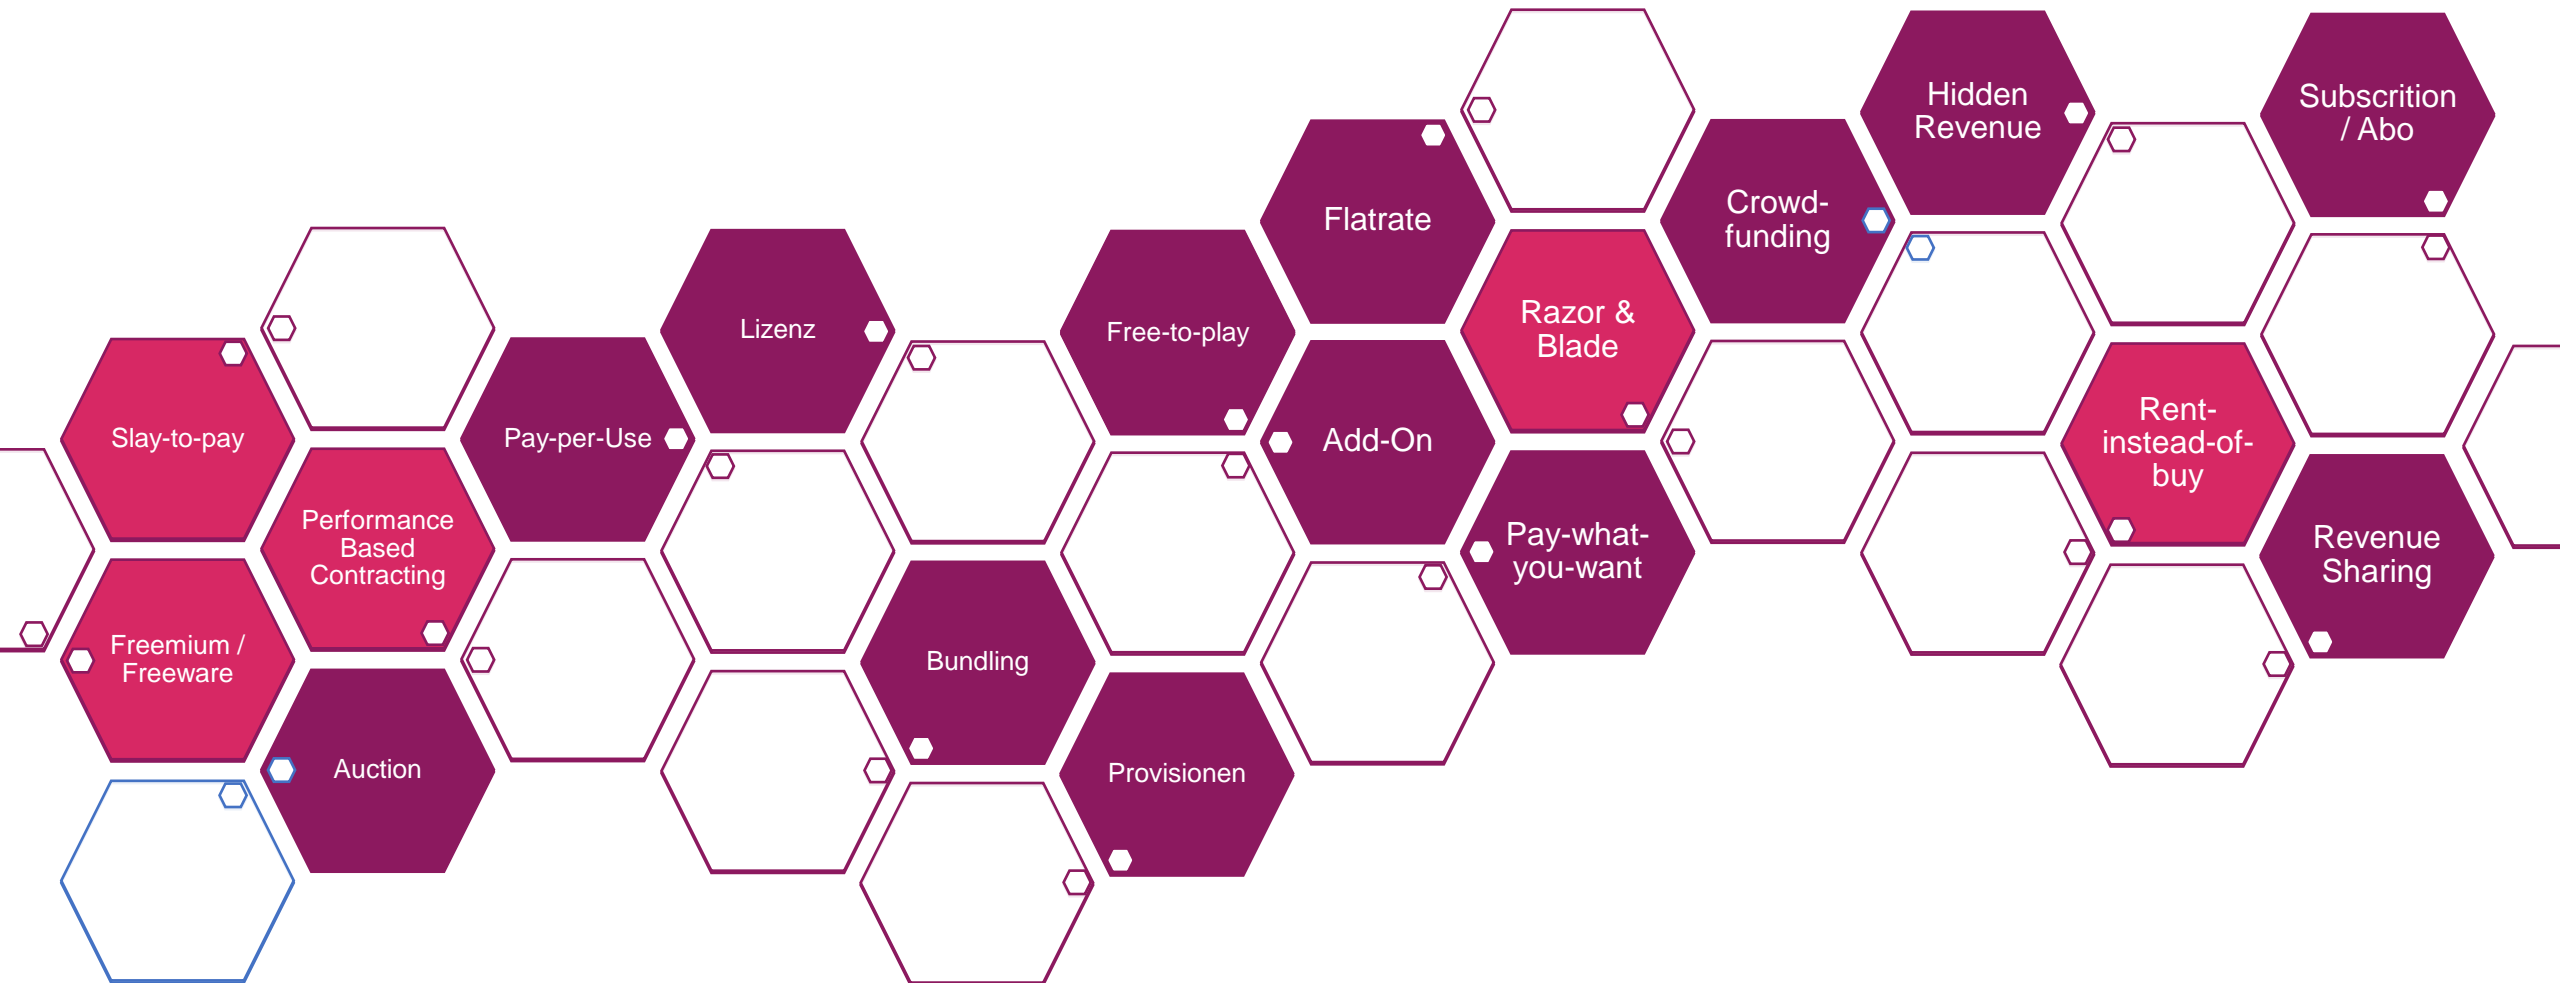 Slay-to-pay
Freemium /
Freeware
Performance
Based
Contracting
Auction
Pay-per-Use
Lizenz
Bundling
Free-to-play
Provisionen
Flatrate
Add-On
Razor &
Blade
Pay-what-
you-want
Crowd-
funding
Hidden
Revenue
Rent-
instead-of-
buy
Subscrition
/ Abo
Revenue
Sharing